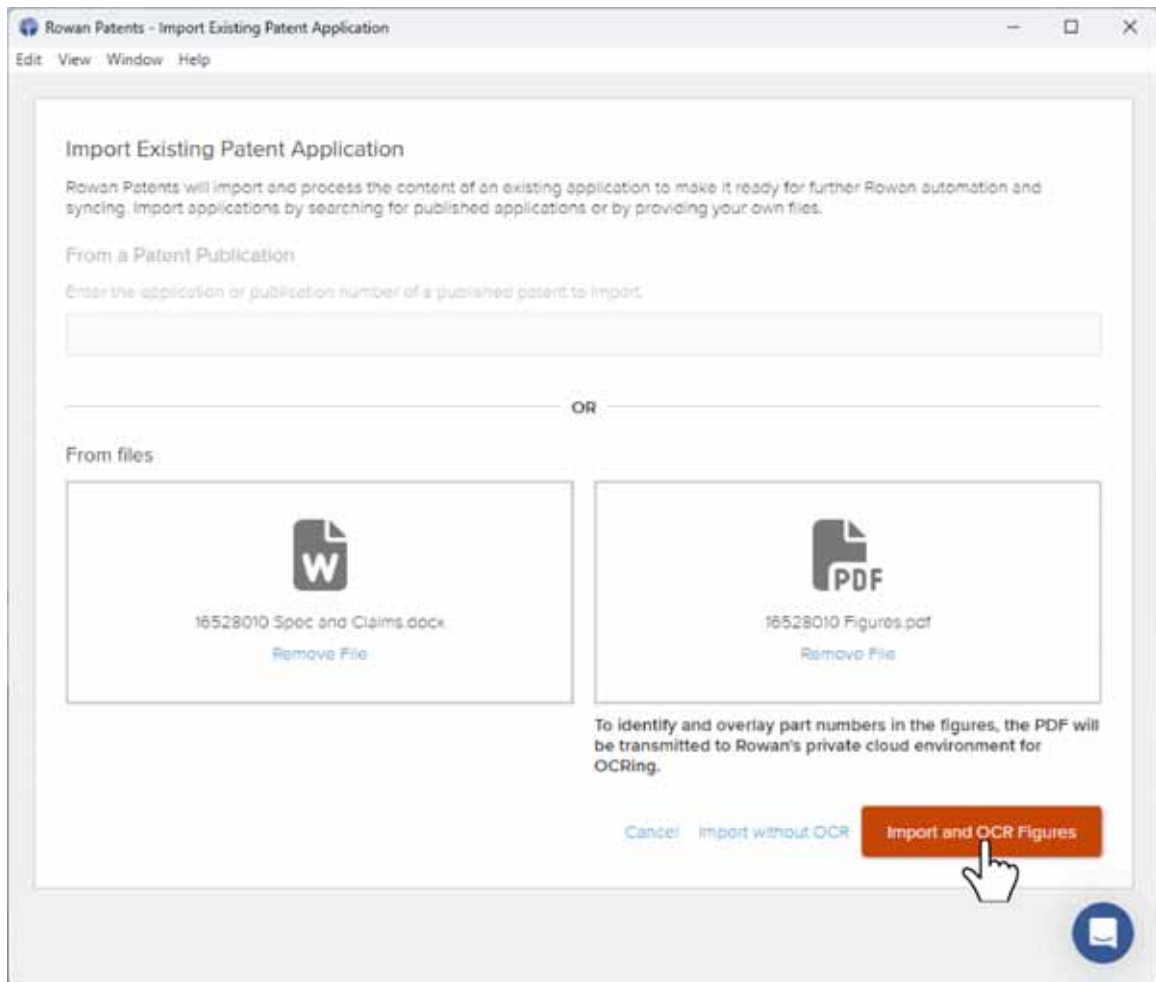 Rowan Patents - Import Existing Patent Application
Edit View Window Help
Import Existing Patent Application
Rowan Patents will import and process the content of an existing application to make it ready for further Rowan automation and
syncing. Import applications by searching for published applications or by providing your own files.
From a Patent Publication
Enter the application or publication number of a published patent to import.
OR
From files
W
16528010 Spec and Claims.docx
Remove File
PDF
16528010 Figures.pdf
Remove File
To identify and overlay part numbers in the figures, the PDF will
be transmitted to Rowan's private cloud environment for
OCRing.
Cancel Import without OCR Import and OCR Figures